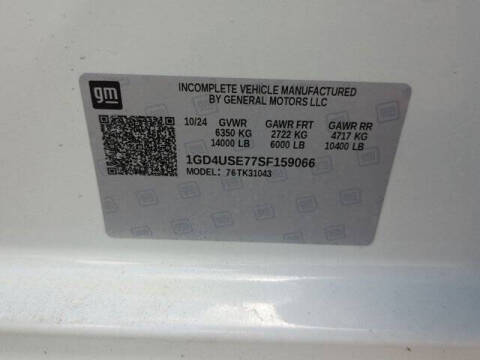 gm
INCOMPLETE VEHICLE MANUFACTURED
BY GENERAL MOTORS LLC
10/24 GVWR GAWR FRT GAWR RR
6350 KG 2722 KG 4717 KG
14000 LB 6000 LB 10400 LB
1GD4USE77SF159066
MODEL: 76TK31043